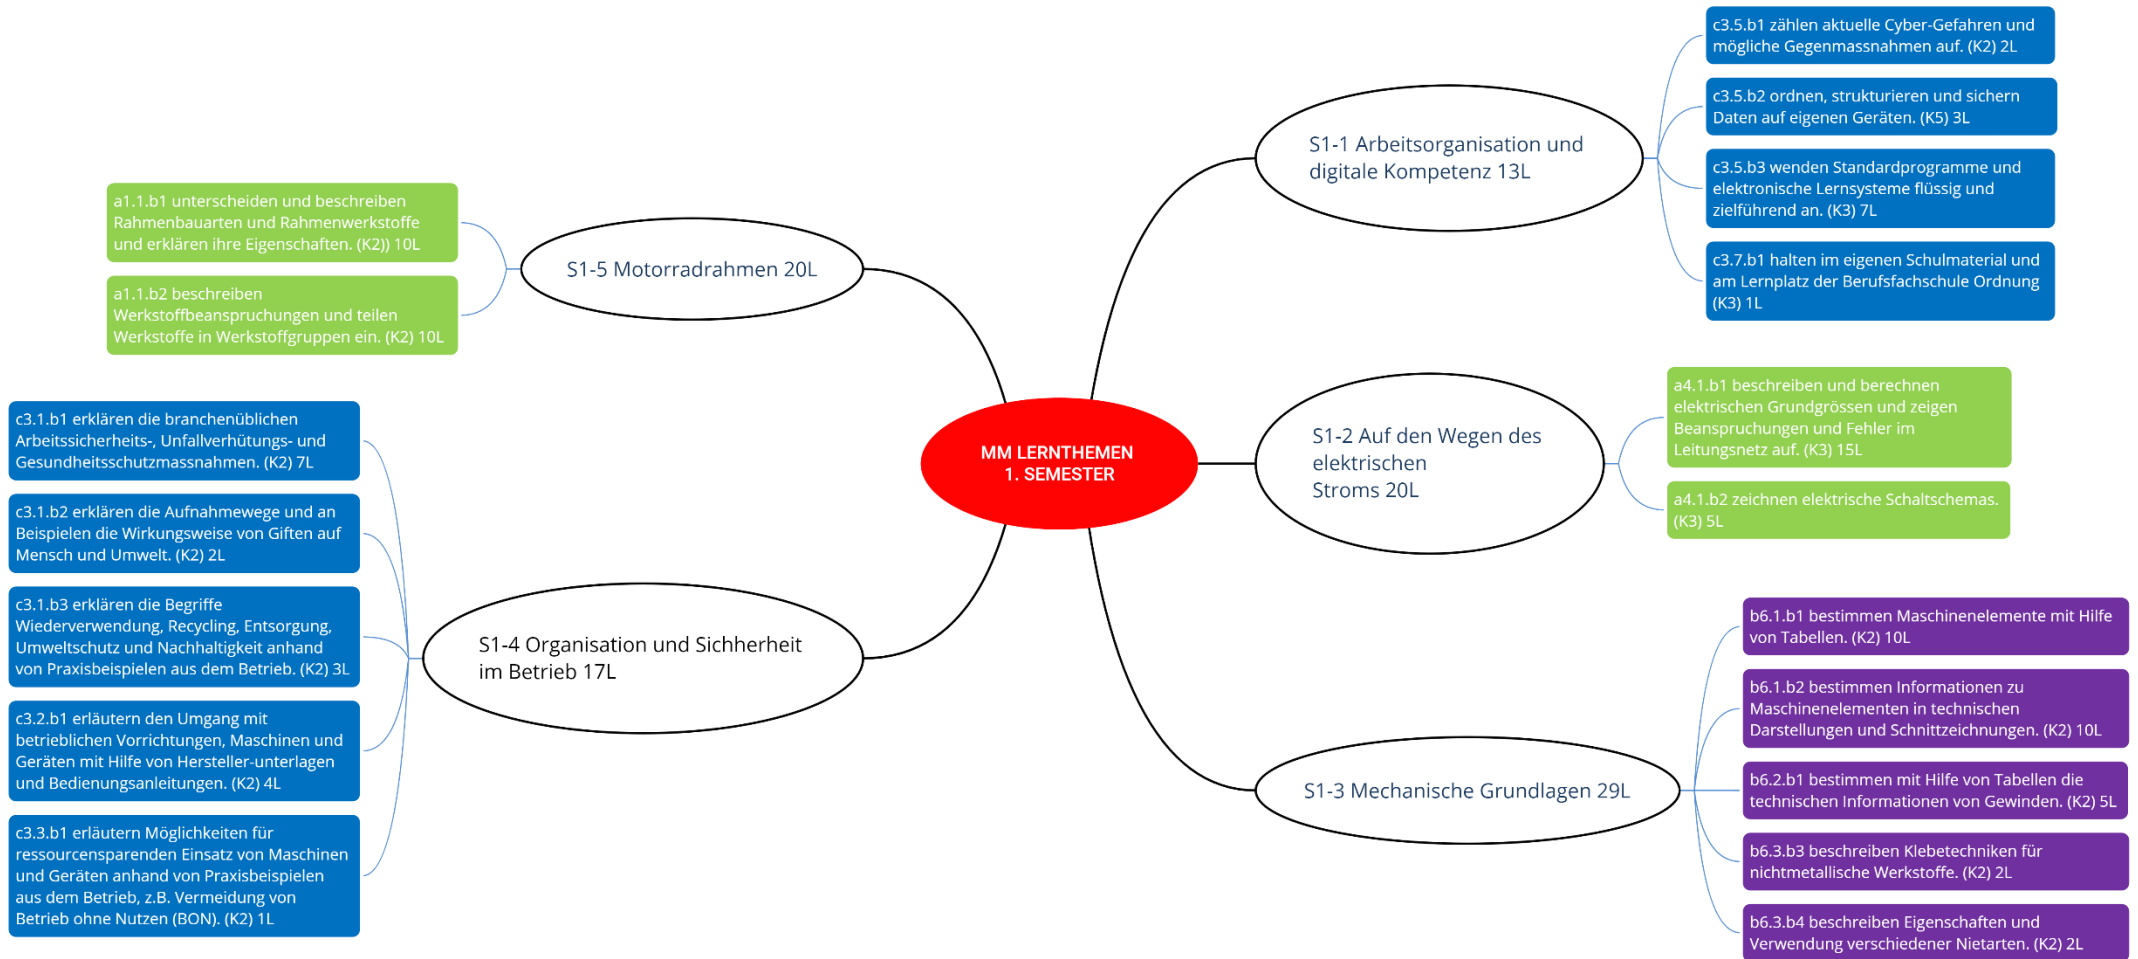 MM LERNTHEMEN
1. SEMESTER
S1-1 Arbeitsorganisation und
digitale Kompetenz 13L
c3.5.b1 zählen aktuelle Cyber-Gefahren und
mögliche Gegenmassnahmen auf. (K2) 2L
c3.5.b2 ordnen, strukturieren und sichern
Daten auf eigenen Geräten. (K5) 3L
c3.5.b3 wenden Standardprogramme und
elektronische Lernsysteme flüssig und
zielführend an. (K3) 7L
c3.7.b1 halten im eigenen Schulmaterial und
am Lernplatz der Berufsfachschule Ordnung
(K3) 1L
S1-2 Auf den Wegen des
elektrischen
Stroms 20L
a4.1.b1 beschreiben und berechnen
elektrischen Grundgrössen und zeigen
Beanspruchungen und Fehler im
Leitungsnetz auf. (K3) 15L
a4.1.b2 zeichnen elektrische Schaltschemas.
(K3) 5L
S1-3 Mechanische Grundlagen 29L
b6.1.b1 bestimmen Maschinenelemente mit Hilfe
von Tabellen. (K2) 10L
b6.1.b2 bestimmen Informationen zu
Maschinenelementen in technischen
Darstellungen und Schnittzeichnungen. (K2) 10L
b6.2.b1 bestimmen mit Hilfe von Tabellen die
technischen Informationen von Gewinden. (K2) 5L
b6.3.b3 beschreiben Klebetechniken für
nichtmetallische Werkstoffe. (K2) 2L
b6.3.b4 beschreiben Eigenschaften und
Verwendung verschiedener Nietarten. (K2) 2L
S1-4 Organisation und Sichherheit
im Betrieb 17L
c3.1.b1 erklären die branchenüblichen
Arbeitssicherheits-, Unfallverhütungs- und
Gesundheitsschutzmassnahmen. (K2) 7L
c3.1.b2 erklären die Aufnahmewege und an
Beispielen die Wirkungsweise von Giften auf
Mensch und Umwelt. (K2) 2L
c3.1.b3 erklären die Begriffe
Wiederverwendung, Recycling, Entsorgung,
Umweltschutz und Nachhaltigkeit anhand
von Praxisbeispielen aus dem Betrieb. (K2) 3L
c3.2.b1 erläutern den Umgang mit
betrieblichen Vorrichtungen, Maschinen und
Geräten mit Hilfe von Hersteller-unterlagen
und Bedienungsanleitungen. (K2) 4L
c3.3.b1 erläutern Möglichkeiten für
ressourcensparenden Einsatz von Maschinen
und Geräten anhand von Praxisbeispielen
aus dem Betrieb, z.B. Vermeidung von
Betrieb ohne Nutzen (BON). (K2) 1L
S1-5 Motorradrahmen 20L
a1.1.b1 unterscheiden und beschreiben
Rahmenbauarten und Rahmenwerkstoffe
und erklären ihre Eigenschaften. (K2)) 10L
a1.1.b2 beschreiben
Werkstoffbeanspruchungen und teilen
Werkstoffe in Werkstoffgruppen ein. (K2) 10L